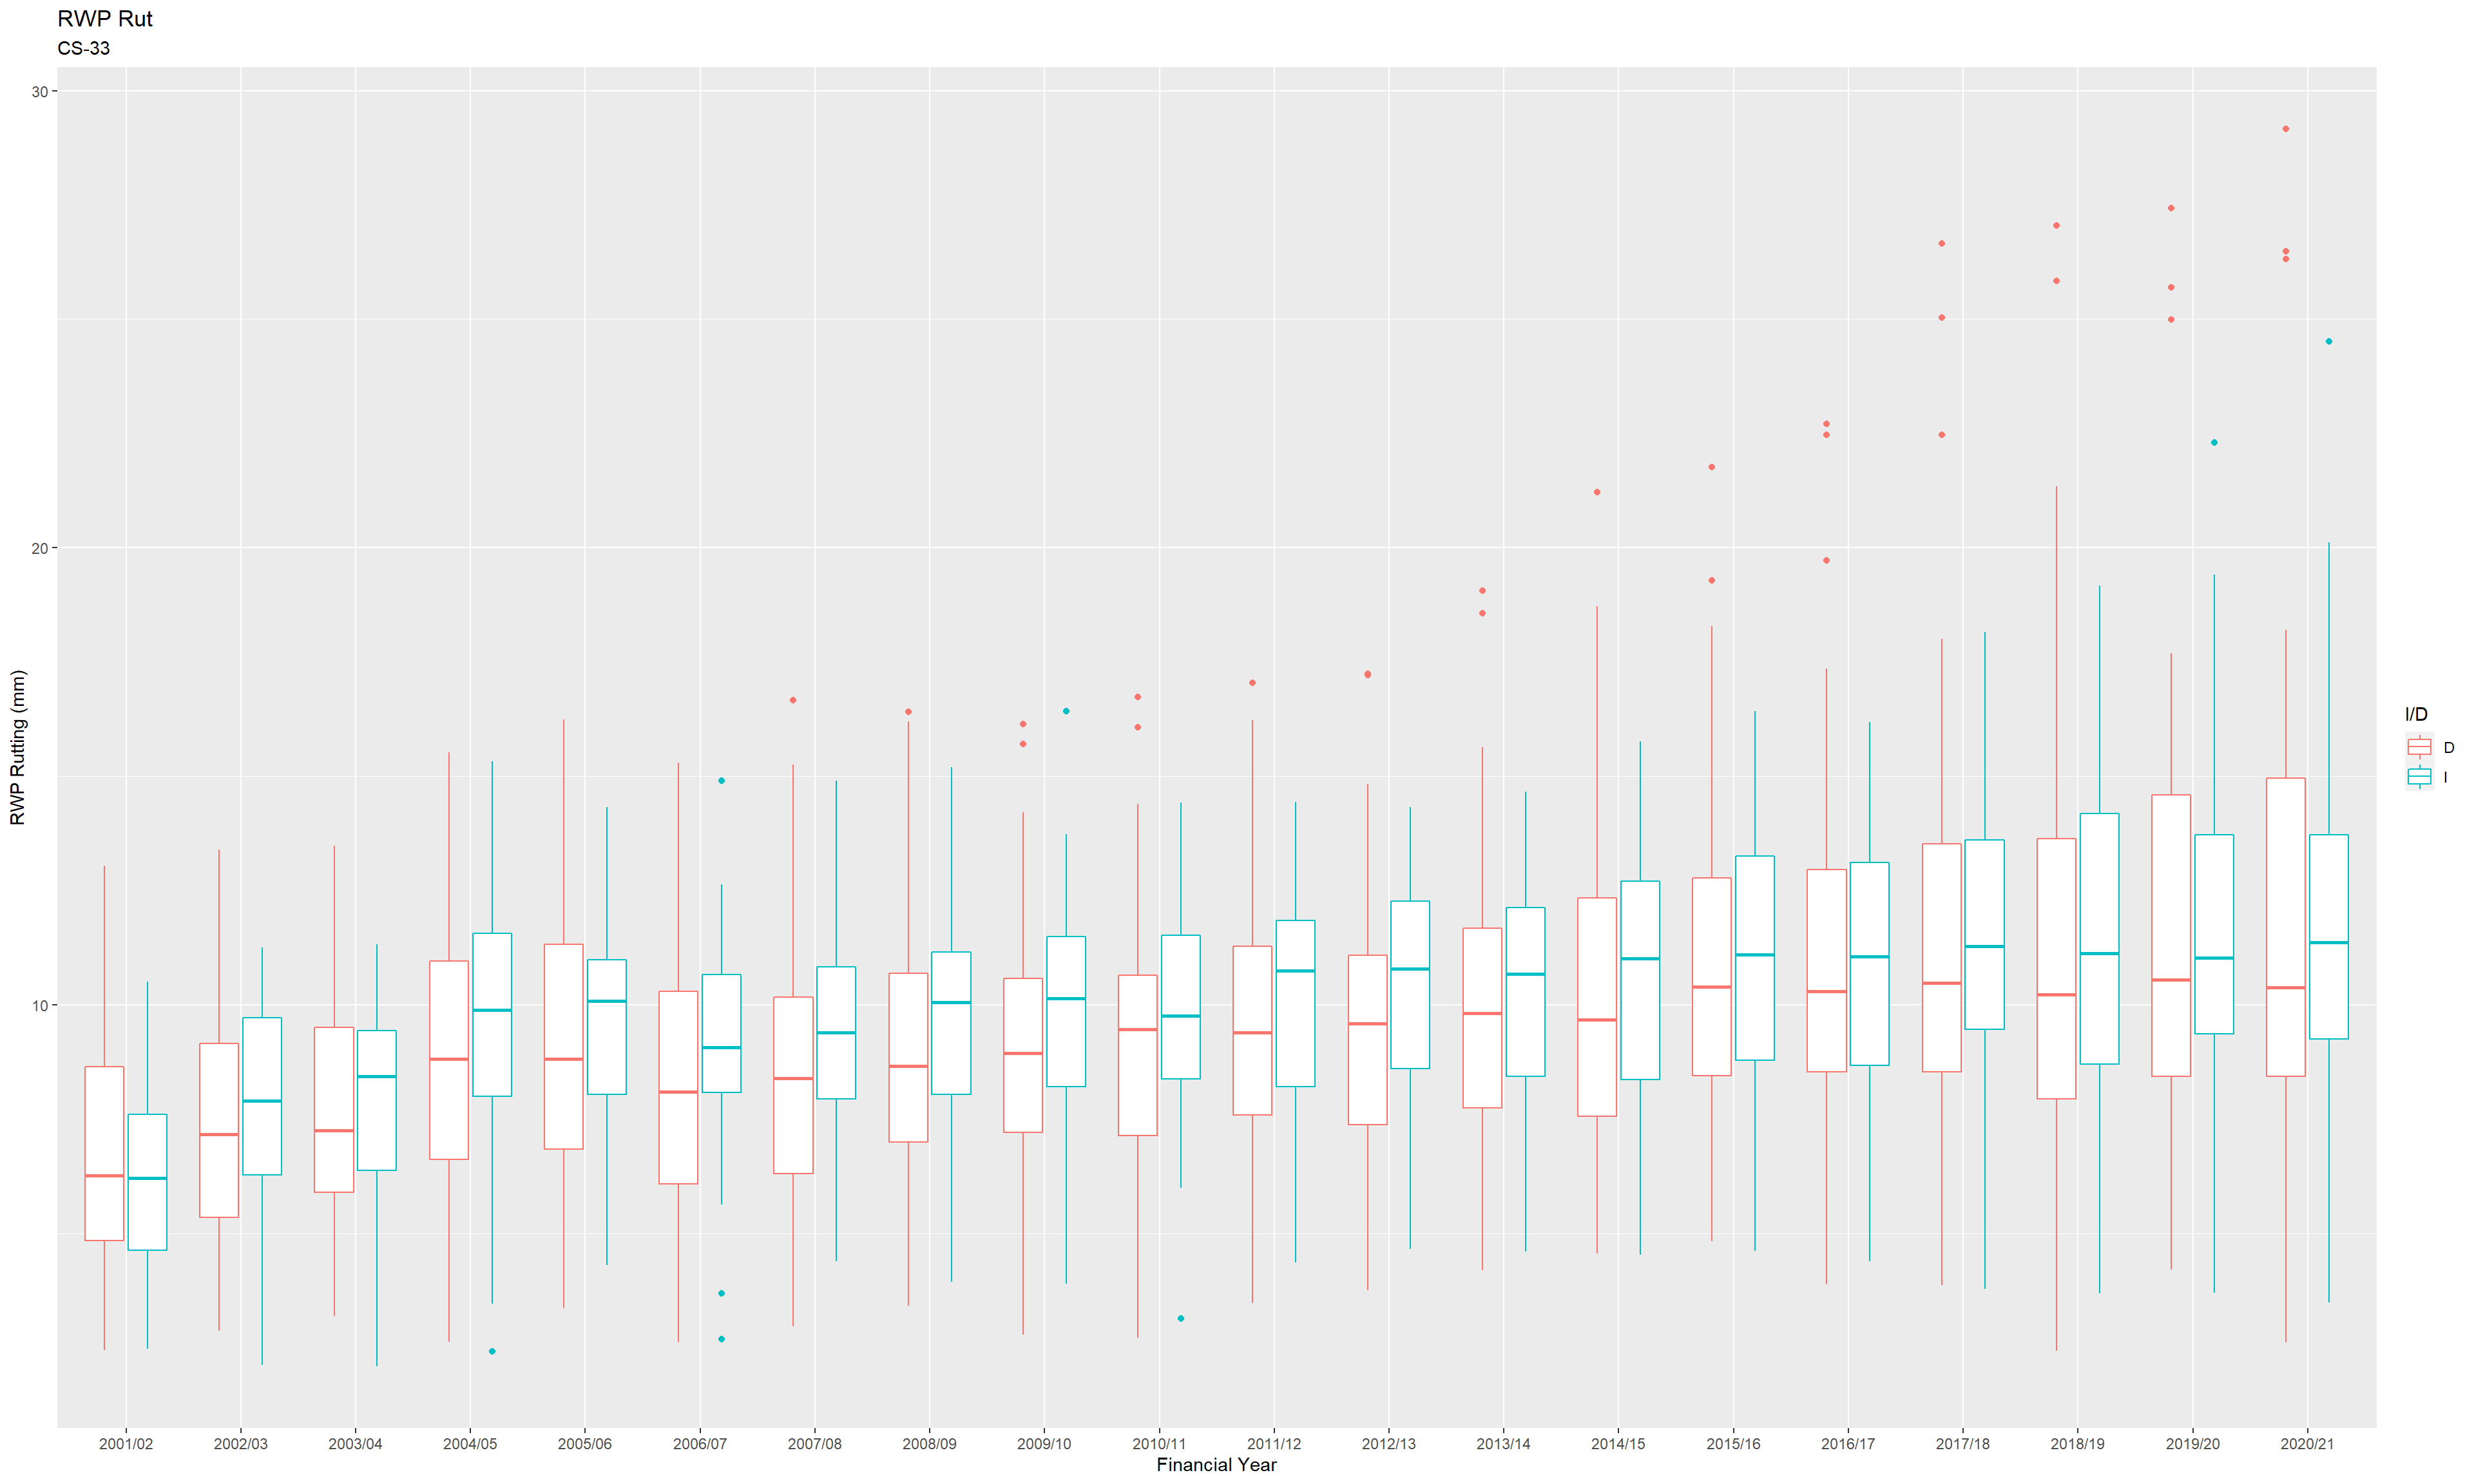 RWP Rut
CS-33
30
20
10
RWP Rutting (mm)
2001/02 2002/03 2003/04 2004/05 2005/06 2006/07 2007/08 2008/09 2009/10 2010/11 2011/12 2012/13 2013/14 2014/15 2015/16 2016/17 2017/18 2018/19 2019/20 2020/21
Financial Year
I/D
D
I